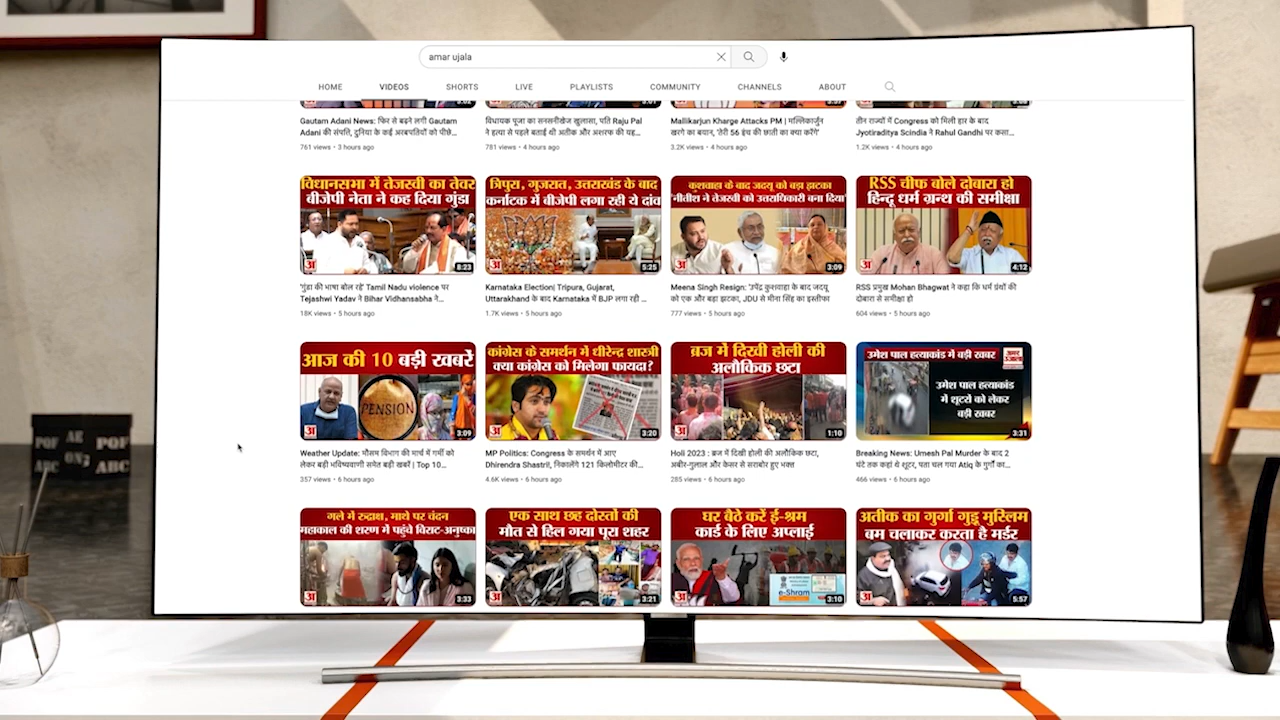 amar ujala
HOME VIDEOS SHORTS LIVE PLAYLISTS COMMUNITY CHANNELS ABOUT
Gautam Adani News: फिर से बढ़ने लगी Gautam
Adani की संपत्ति, दुनिया के कई अरबपतियों को पीछे...
761 views • 3 hours ago
विधायक पूजा का सनसनीखेज खुलासा, पति Raju Pal
ने हत्या से पहले बताई थी अतीक और अशरफ की यह...
781 views • 4 hours ago
Mallikarjun Kharge Attacks PM | मल्लिकार्जुन
खरगे का बयान, 'तेरी 56 इंच की छाती का क्या करेंगे'
3.2K views • 4 hours ago
तीन राज्यों में Congress को मिली हार के बाद
Jyotiraditya Scindia ने Rahul Gandhi पर कसा...
1.2K views • 4 hours ago
विधानसभा में तेजस्वी का तेवर
बीजेपी नेता ने कह दिया गुंडा
अ
8:23
'गुंडा की भाषा बोल रहे' Tamil Nadu violence पर
Tejashwi Yadav ने Bihar Vidhansabha ने...
18K views • 5 hours ago
त्रिपुरा, गुजरात, उत्तराखंड के बाद
कर्नाटक में बीजेपी लगा रही ये दांव
अ
5:25
Karnataka Election| Tripura, Gujarat,
Uttarakhand के बाद Karnataka में BJP लगा रही ...
1.7K views • 5 hours ago
कुशवाहा के बाद जदयू को बड़ा झटका
'नीतीश ने तेजस्वी को उत्तराधिकारी बना दिया'
अ
3:09
Meena Singh Resign: 'उपेंद्र कुशवाहा के बाद जदयू
को एक और बड़ा झटका, JDU से मीना सिंह का इस्तीफा
777 views • 5 hours ago
RSS चीफ बोले दोबारा हो
हिन्दू धर्म ग्रन्थ की समीक्षा
अ
4:12
RSS प्रमुख Mohan Bhagwat ने कहा कि धर्म ग्रंथों की
दोबारा से समीक्षा हो
604 views • 5 hours ago
आज की 10 बड़ी खबरें
PENSION
अ
3:09
Weather Update: मौसम विभाग की मार्च में गर्मी को
लेकर बड़ी भविष्यवाणी समेत बड़ी खबरें | Top 10...
357 views • 6 hours ago
कांग्रेस के समर्थन में धीरेन्द्र शास्त्री
क्या कांग्रेस को मिलेगा फायदा?
अ
3:20
MP Politics: Congress के समर्थन में आए
Dhirendra Shastri!, निकालेंगे 121 किलोमीटर की...
4.6K views • 6 hours ago
ब्रज में दिखी होली की
अलौकिक छटा
अ
1:10
Holi 2023 : ब्रज में दिखी होली की अलौकिक छटा,
अबीर-गुलाल और केसर से सराबोर हुए भक्त
285 views • 6 hours ago
उमेश पाल हत्याकांड में बड़ी खबर
अमर उजाला
उमेश पाल हत्याकांड
में शूटरों को लेकर
बड़ी खबर
3:31
Breaking News: Umesh Pal Murder के बाद 2
घंटे तक कहां थे शूटर, पता चल गया Atiq के गुर्गों का...
466 views • 6 hours ago
गले में रुद्राक्ष, माथे पर चंदन
महाकाल की शरण में पहुंचे विराट-अनुष्का
अ
3:33
एक साथ छह दोस्तों की
मौत से हिल गया पूरा शहर
अ
3:21
घर बैठे करें ई-श्रम
कार्ड के लिए अप्लाई
e-Shram
अ
3:10
अतीक का गुर्गा गुड्डू मुस्लिम
बम चलाकर करता है मर्डर
अ
5:57